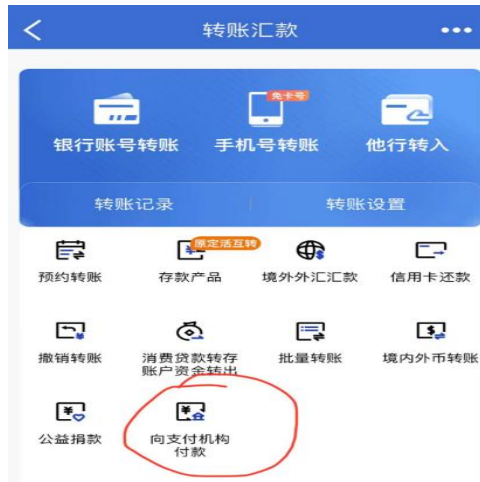 转账汇款
免卡号
银行账号转账 手机号转账 他行转入
转账记录 转账设置
原定活互转
预约转账 存款产品 境外外汇汇款 信用卡还款
撤销转账 消费贷款转存 批量转账 境内外币转账
账户资金转出
公益捐款 向支付机构
付款